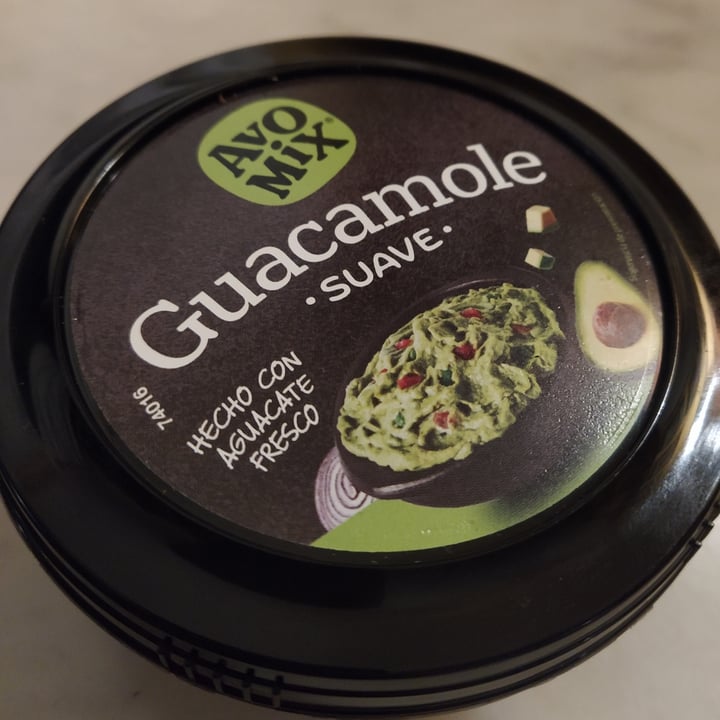 AVO
MiX®
Guacamole
• SUAVE •
HECHO CON
AGUACATE
FRESCO
74016